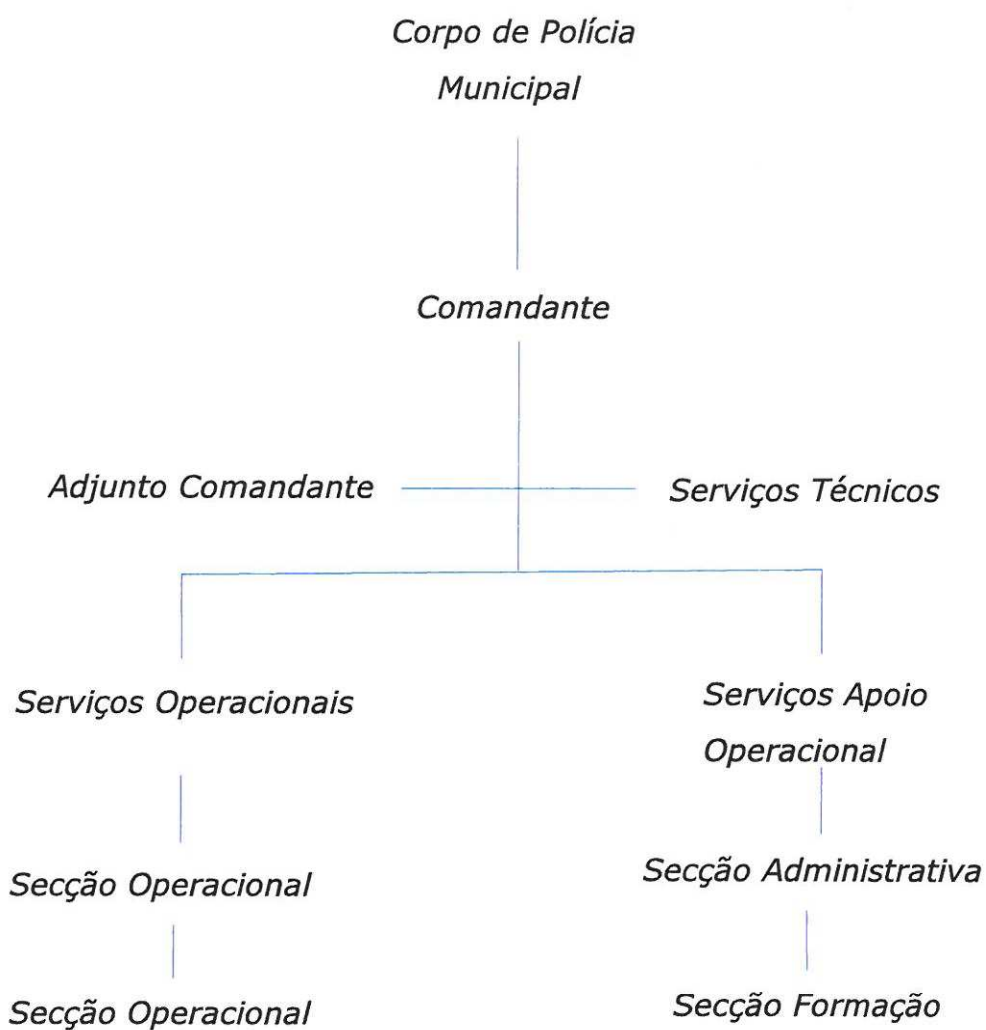 Corpo de Polícia
Municipal
Comandante
Adjunto Comandante
Serviços Técnicos
Serviços Operacionais
Serviços Apoio
Operacional
Secção Operacional
Secção Administrativa
Secção Operacional
Secção Formação